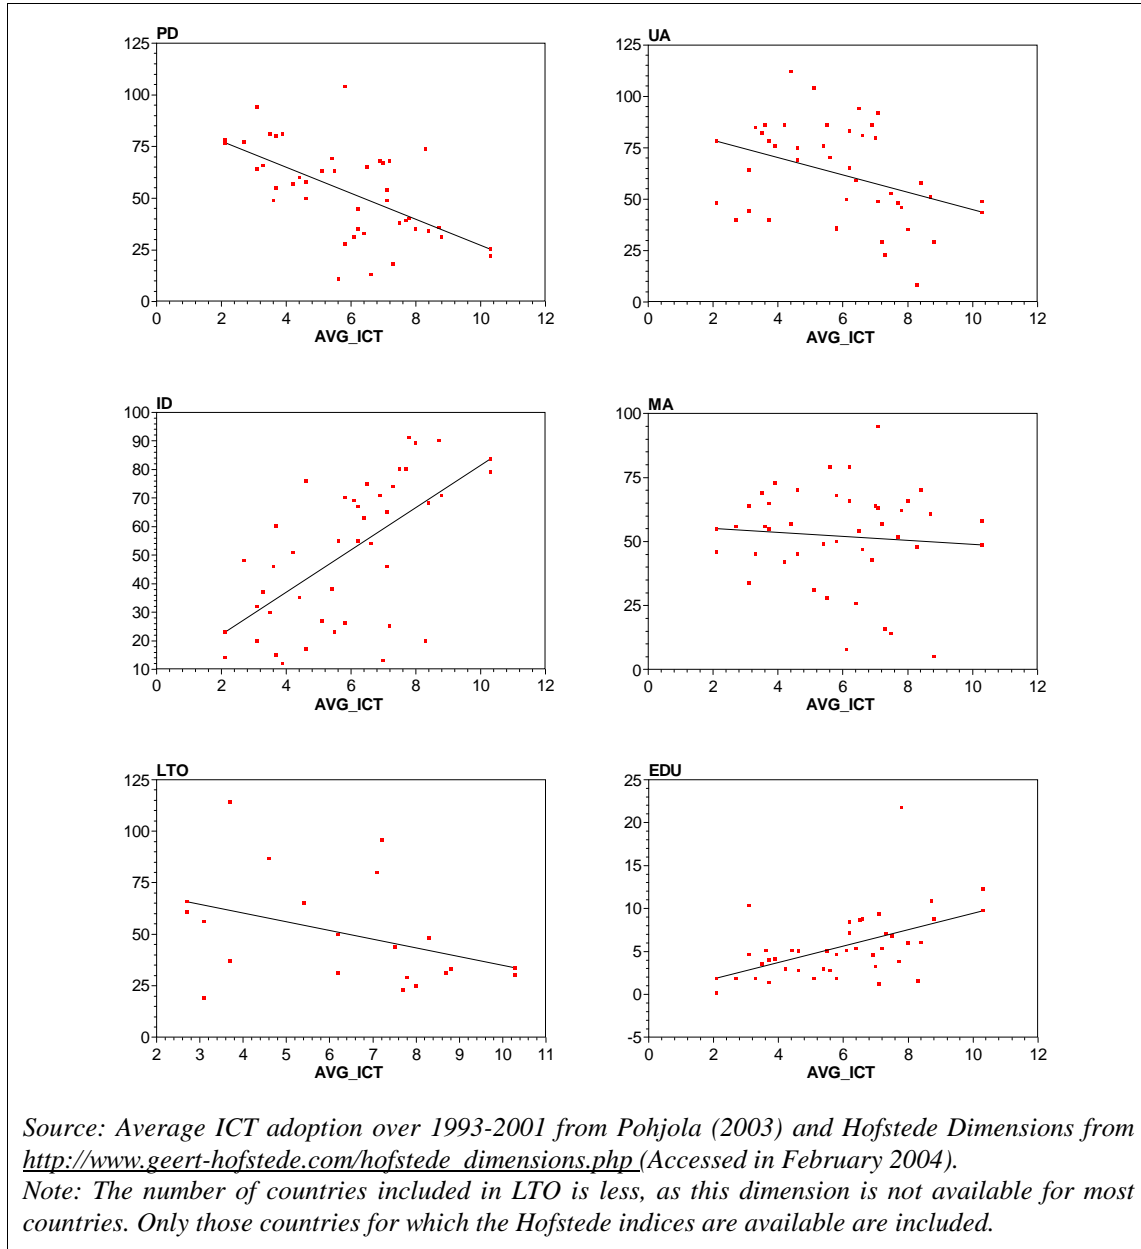 PD
125
100
75
50
25
0
0 2 4 6 8 10 12
AVG_ICT
UA
125
100
75
50
25
0
0 2 4 6 8 10 12
AVG_ICT
ID
100
90
80
70
60
50
40
30
20
10
0 2 4 6 8 10 12
AVG_ICT
MA
100
75
50
25
0
0 2 4 6 8 10 12
AVG_ICT
LTO
125
100
75
50
25
0
2 3 4 5 6 7 8 9 10 11
AVG_ICT
EDU
25
20
15
10
5
0
-5
0 2 4 6 8 10 12
AVG_ICT
Source: Average ICT adoption over 1993-2001 from Pohjola (2003) and Hofstede Dimensions from
http://www.geert-hofstede.com/hofstede_dimensions.php (Accessed in February 2004).
Note: The number of countries included in LTO is less, as this dimension is not available for most
countries. Only those countries for which the Hofstede indices are available are included.